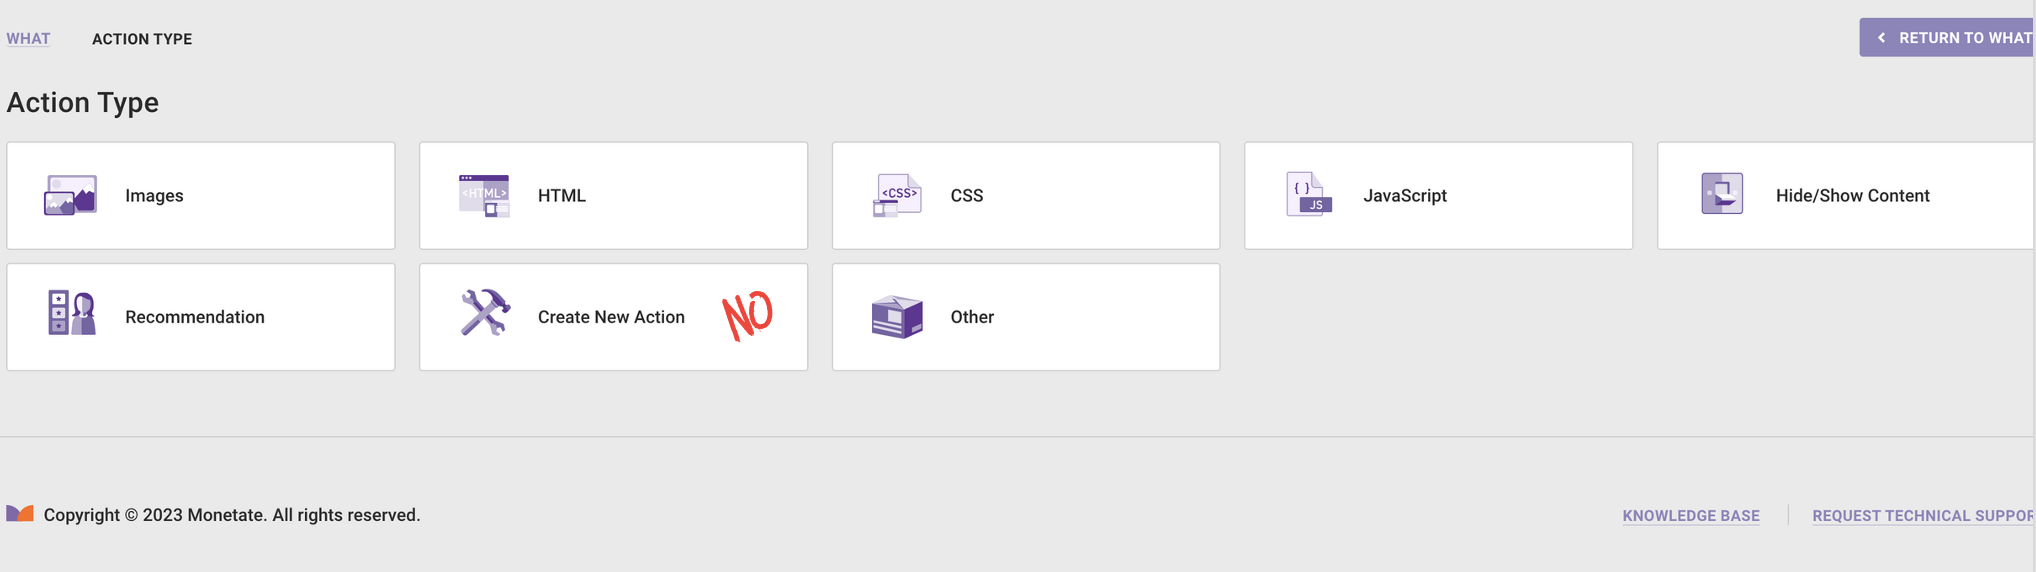 WHAT ACTION TYPE
RETURN TO WHAT
Action Type
Images
<HTML>
HTML
<CSS>
CSS
{ }
JS
JavaScript
Hide/Show Content
Recommendation
Create New Action
NO
Other
Copyright © 2023 Monetate. All rights reserved.
KNOWLEDGE BASE
REQUEST TECHNICAL SUPPOR